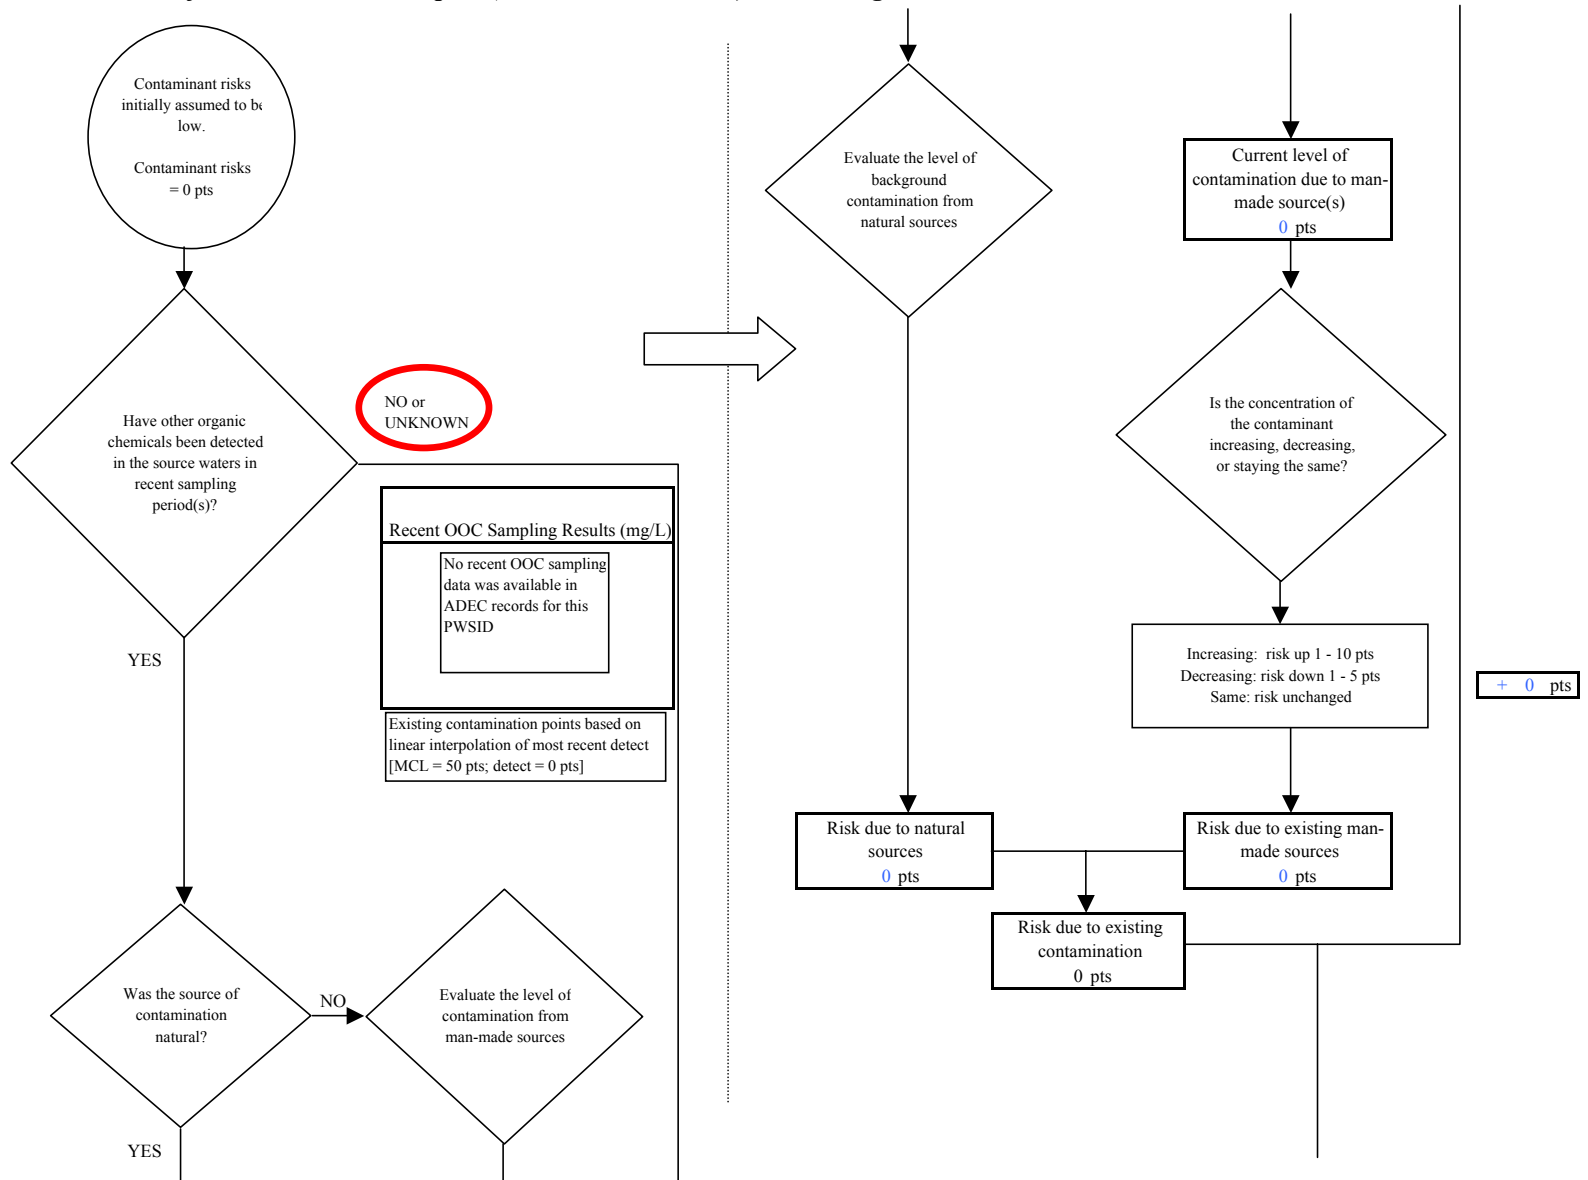 Contaminant risks
initially assumed to be
low.
Contaminant risks
= 0 pts
Have other organic
chemicals been detected
in the source waters in
recent sampling
period(s)?
NO or
UNKNOWN
Recent OOC Sampling Results (mg/L)
No recent OOC sampling
data was available in
ADEC records for this
PWSID
Existing contamination points based on
linear interpolation of most recent detect
[MCL = 50 pts; detect = 0 pts]
YES
Was the source of
contamination
natural?
NO
Evaluate the level of
contamination from
man-made sources
YES
Evaluate the level of
background
contamination from
natural sources
Current level of
contamination due to man-
made source(s)
0 pts
Is the concentration of
the contaminant
increasing, decreasing,
or staying the same?
Increasing: risk up 1 - 10 pts
Decreasing: risk down 1 - 5 pts
Same: risk unchanged
+ 0 pts
Risk due to natural
sources
0 pts
Risk due to existing man-
made sources
0 pts
Risk due to existing
contamination
0 pts